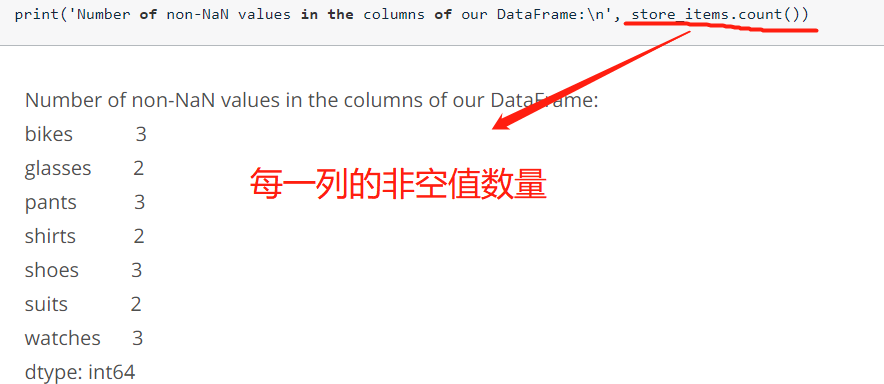 print('Number of non-NaN values in the columns of our DataFrame:\n', store_items.count())
Number of non-NaN values in the columns of our DataFrame:
bikes 3
glasses 2
pants 3
shirts 2
shoes 3
suits 2
watches 3
dtype: int64
每一列的非空值数量